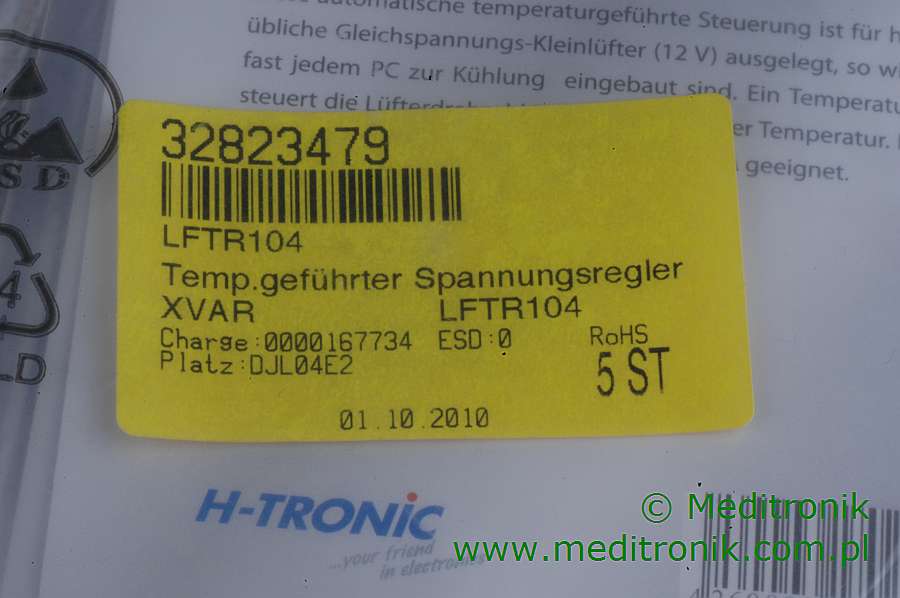 automatische temperaturgeführte Steuerung ist für
übliche Gleichspannungs-Kleinlüfter (12 V) ausgelegt, so
fast jedem PC zur Kühlung eingebaut sind. Ein
steuert die
er Temperatur.
geeignet.
32823479
LFTR104
Temp.geführter Spannungsregler
XVAR LFTR104
Charge:0000167734 ESD:0 RoHS
Platz:DJL04E2 5 ST
01.10.2010
SD
4
LD
H-TRONiC
...your friend
in electronics
© Meditronik
www.meditronik.com.pl